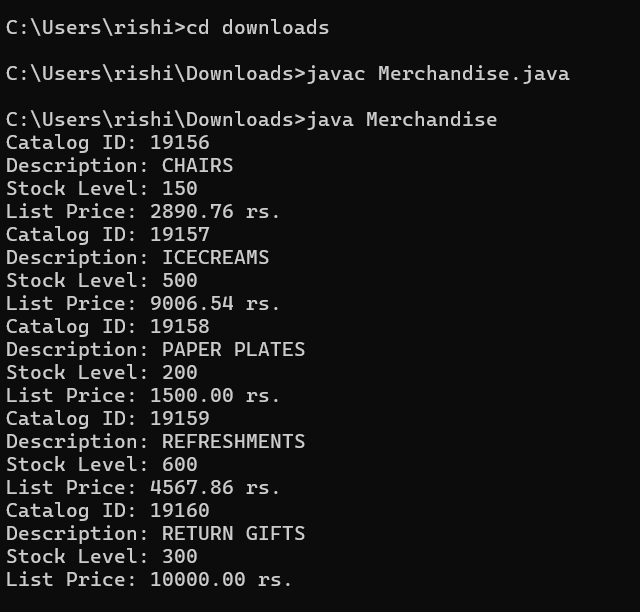 C:\Users\rishi>cd downloads
C:\Users\rishi\Downloads>javac Merchandise.java
C:\Users\rishi\Downloads>java Merchandise
Catalog ID: 19156
Description: CHAIRS
Stock Level: 150
List Price: 2890.76 rs.
Catalog ID: 19157
Description: ICECREAMS
Stock Level: 500
List Price: 9006.54 rs.
Catalog ID: 19158
Description: PAPER PLATES
Stock Level: 200
List Price: 1500.00 rs.
Catalog ID: 19159
Description: REFRESHMENTS
Stock Level: 600
List Price: 4567.86 rs.
Catalog ID: 19160
Description: RETURN GIFTS
Stock Level: 300
List Price: 10000.00 rs.